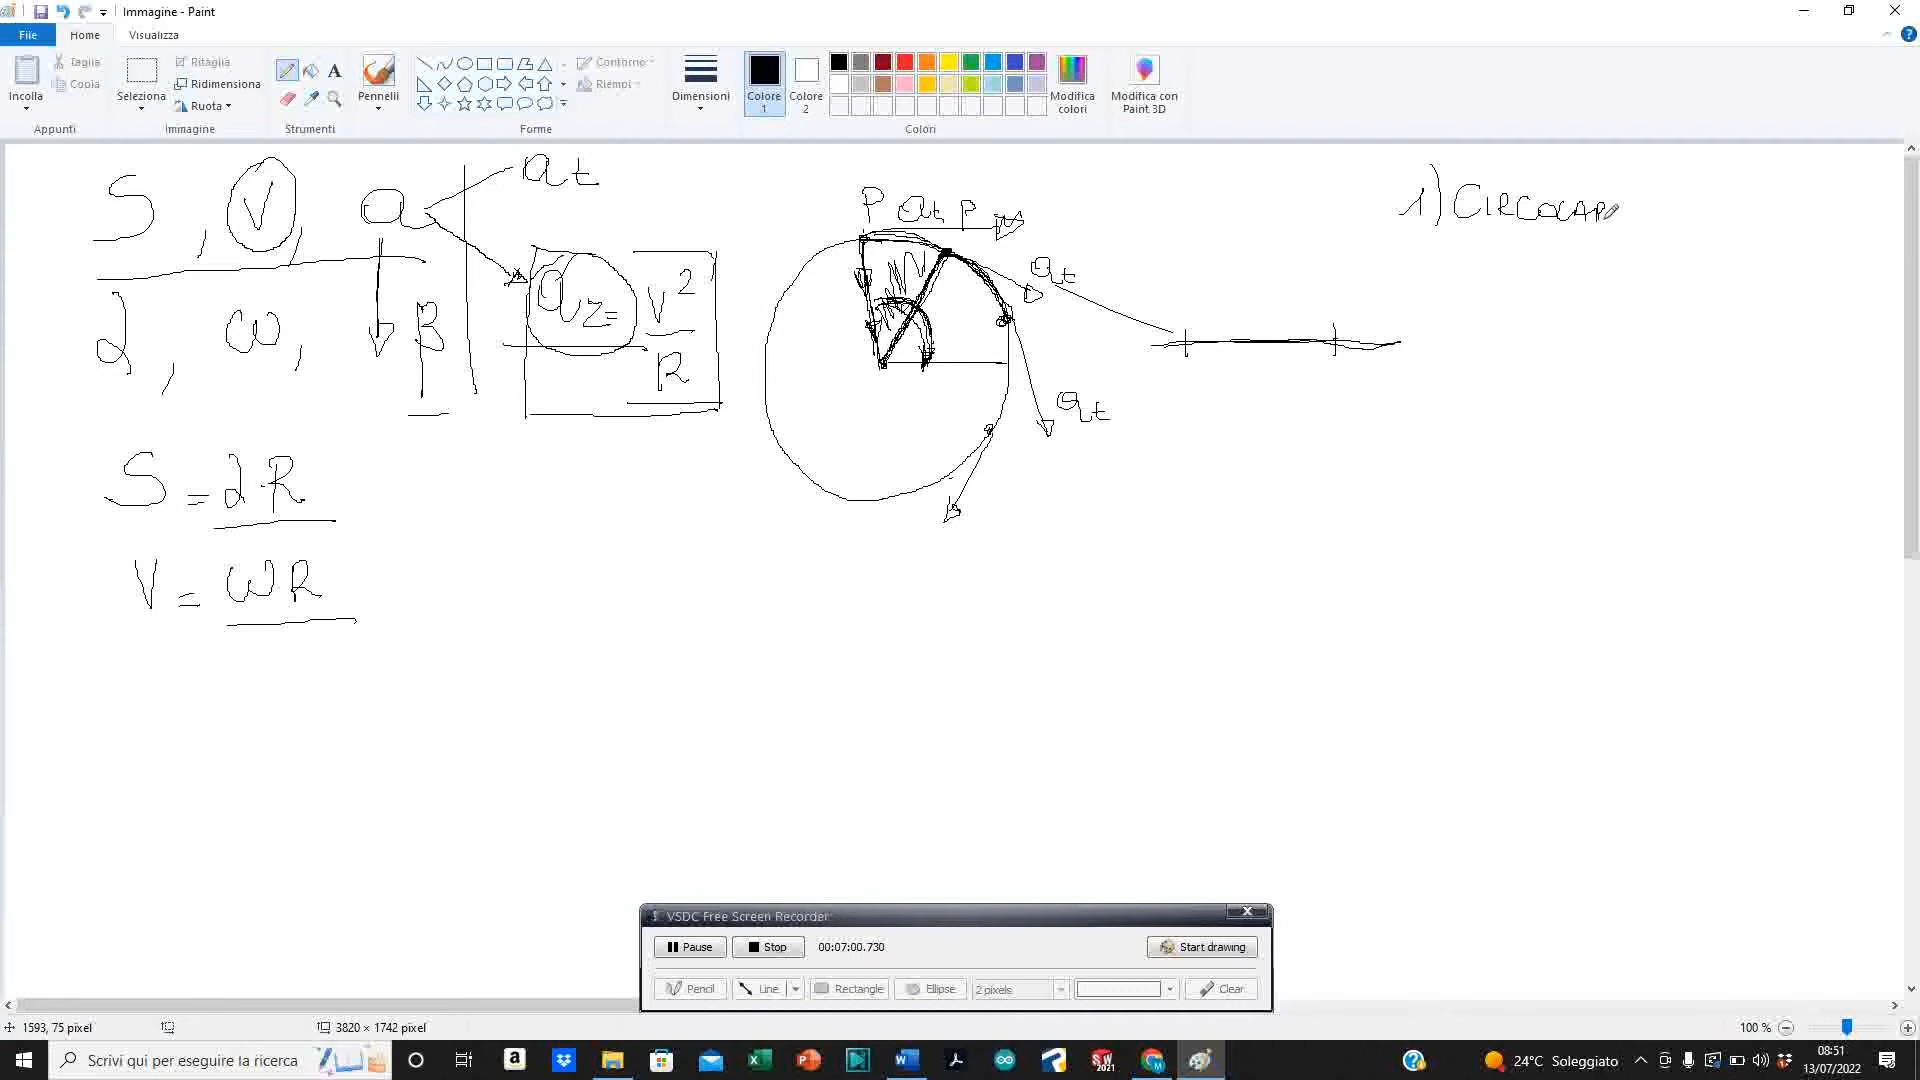 Immagine - Paint
File Home Visualizza
Incolla
Taglia
Copia
Appunti
Seleziona
Ritaglia
Ridimensiona
Ruota
Immagine
A
Strumenti
Pennelli
Contorno
Riempi
Forme
Dimensioni
Colore 1
Colore 2
Modifica colori
Modifica con Paint 3D
Colori
S, V, a
at
α, ω, β
az = V²/R
S = αR
V = ωR
P at P
at
at
1) CIRCOLAR
VSDC Free Screen Recorder
Pause Stop 00:07:00.730 Start drawing
Pencil Line Rectangle Ellipse 2 pixels Clear
1593, 75 pixel 3820 × 1742 pixel 100 %
Scrivi qui per eseguire la ricerca
24°C Soleggiato
08:51
13/07/2022